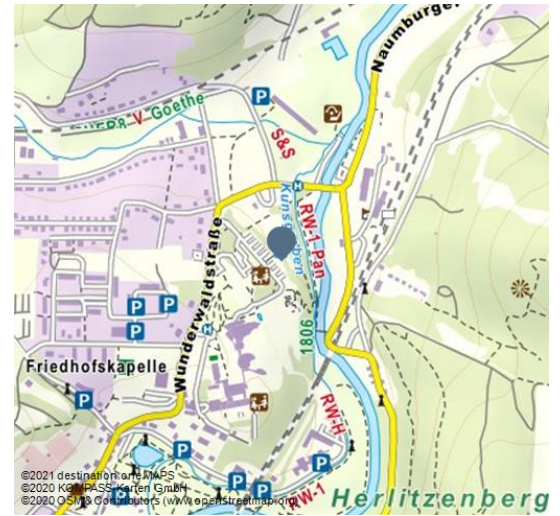 Naumburger
V-Goethe
S&S
Kunstgraben
RW-1 Pan
Wunderwaldstraße
1806
Friedhofskapelle
RW-H
RW-1
Herlitzenberg
©2021 destination.one MAPS
©2020 KOMPASS-Karten GmbH
©2020 OSM & Contributors (www.openstreetmap.org)
P
P
P
P
P
P
P
P
P
P
H
H